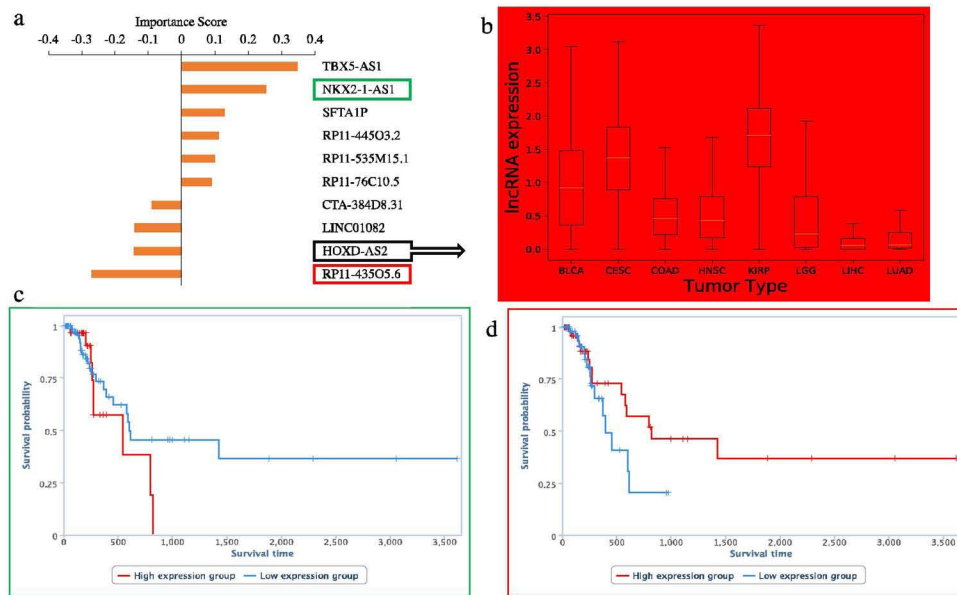 a
Importance Score
-0.4 -0.3 -0.2 -0.1 0 0.1 0.2 0.3 0.4
TBX5-AS1
NKX2-1-AS1
SFTA1P
RP11-445O3.2
RP11-535M15.1
RP11-76C10.5
CTA-384D8.31
LINC01082
HOXD-AS2
RP11-435O5.6
b
lncRNA expression
3.5
3.0
2.5
2.0
1.5
1.0
0.5
0.0
BLCA CESC COAD HNSC KIRP LGG LIHC LUAD
Tumor Type
c
Survival probability
1
0.75
0.5
0.25
0
0 500 1,000 1,500 2,000 2,500 3,000 3,500
Survival time
High expression group Low expression group
d
Survival probability
1
0.75
0.5
0.25
0
0 500 1,000 1,500 2,000 2,500 3,000 3,500
Survival time
High expression group Low expression group